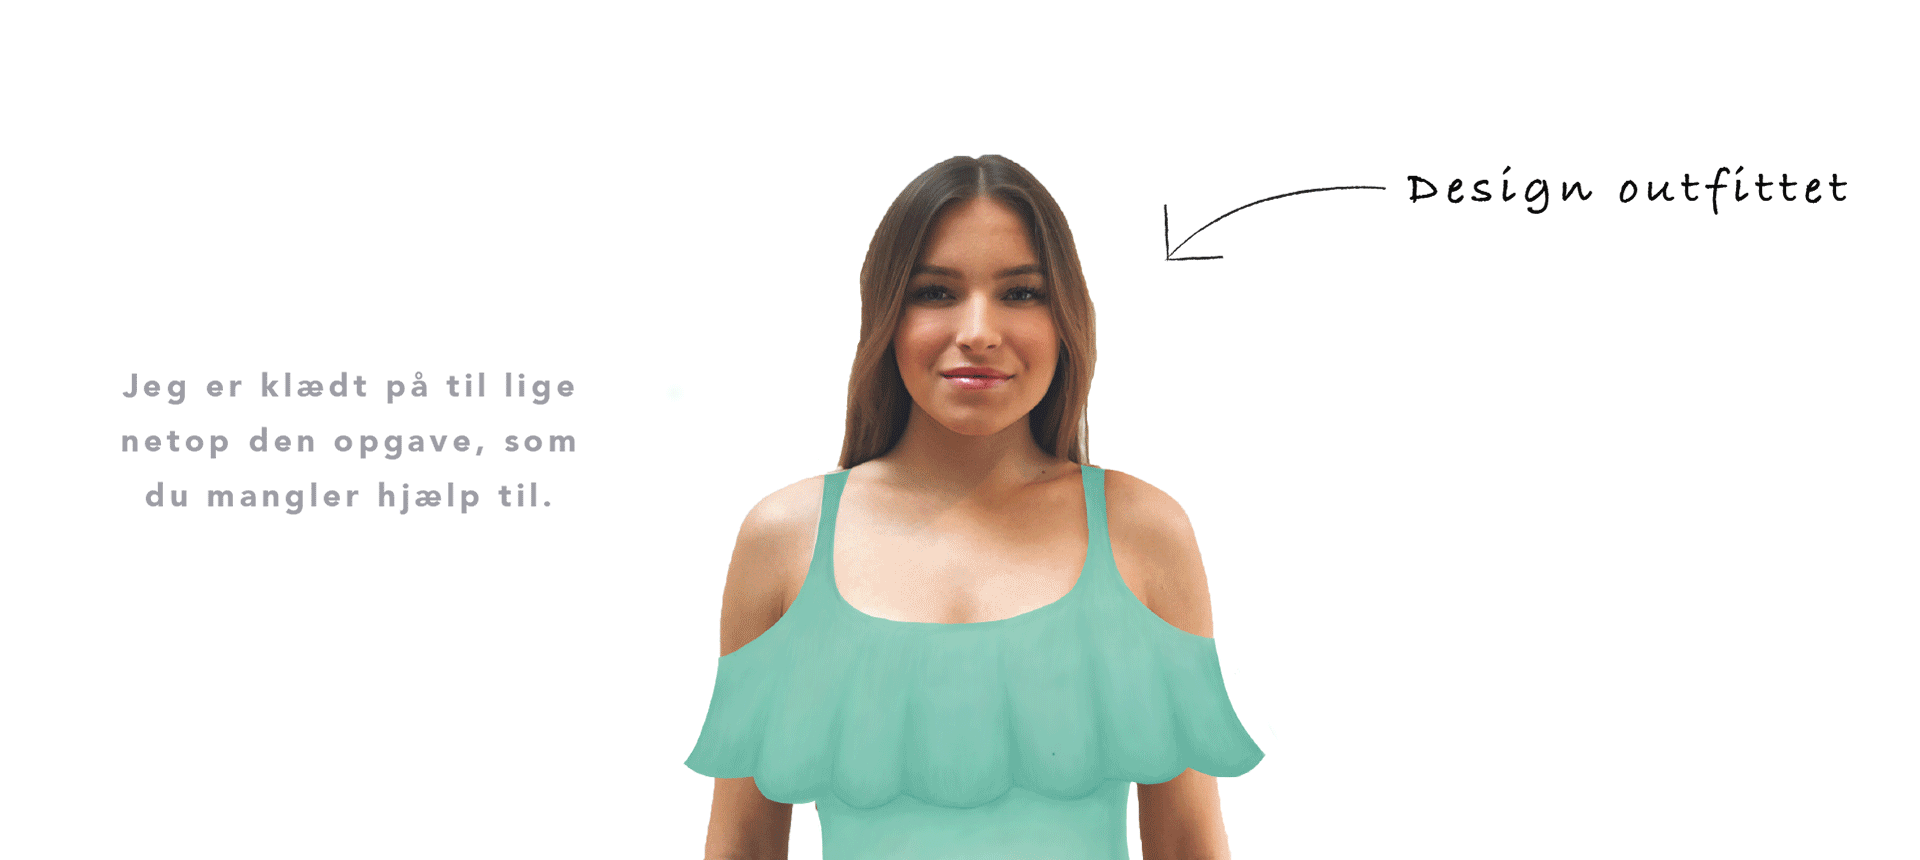 Design outfittet
Jeg er klædt på til lige
netop den opgave, som
du mangler hjælp til.